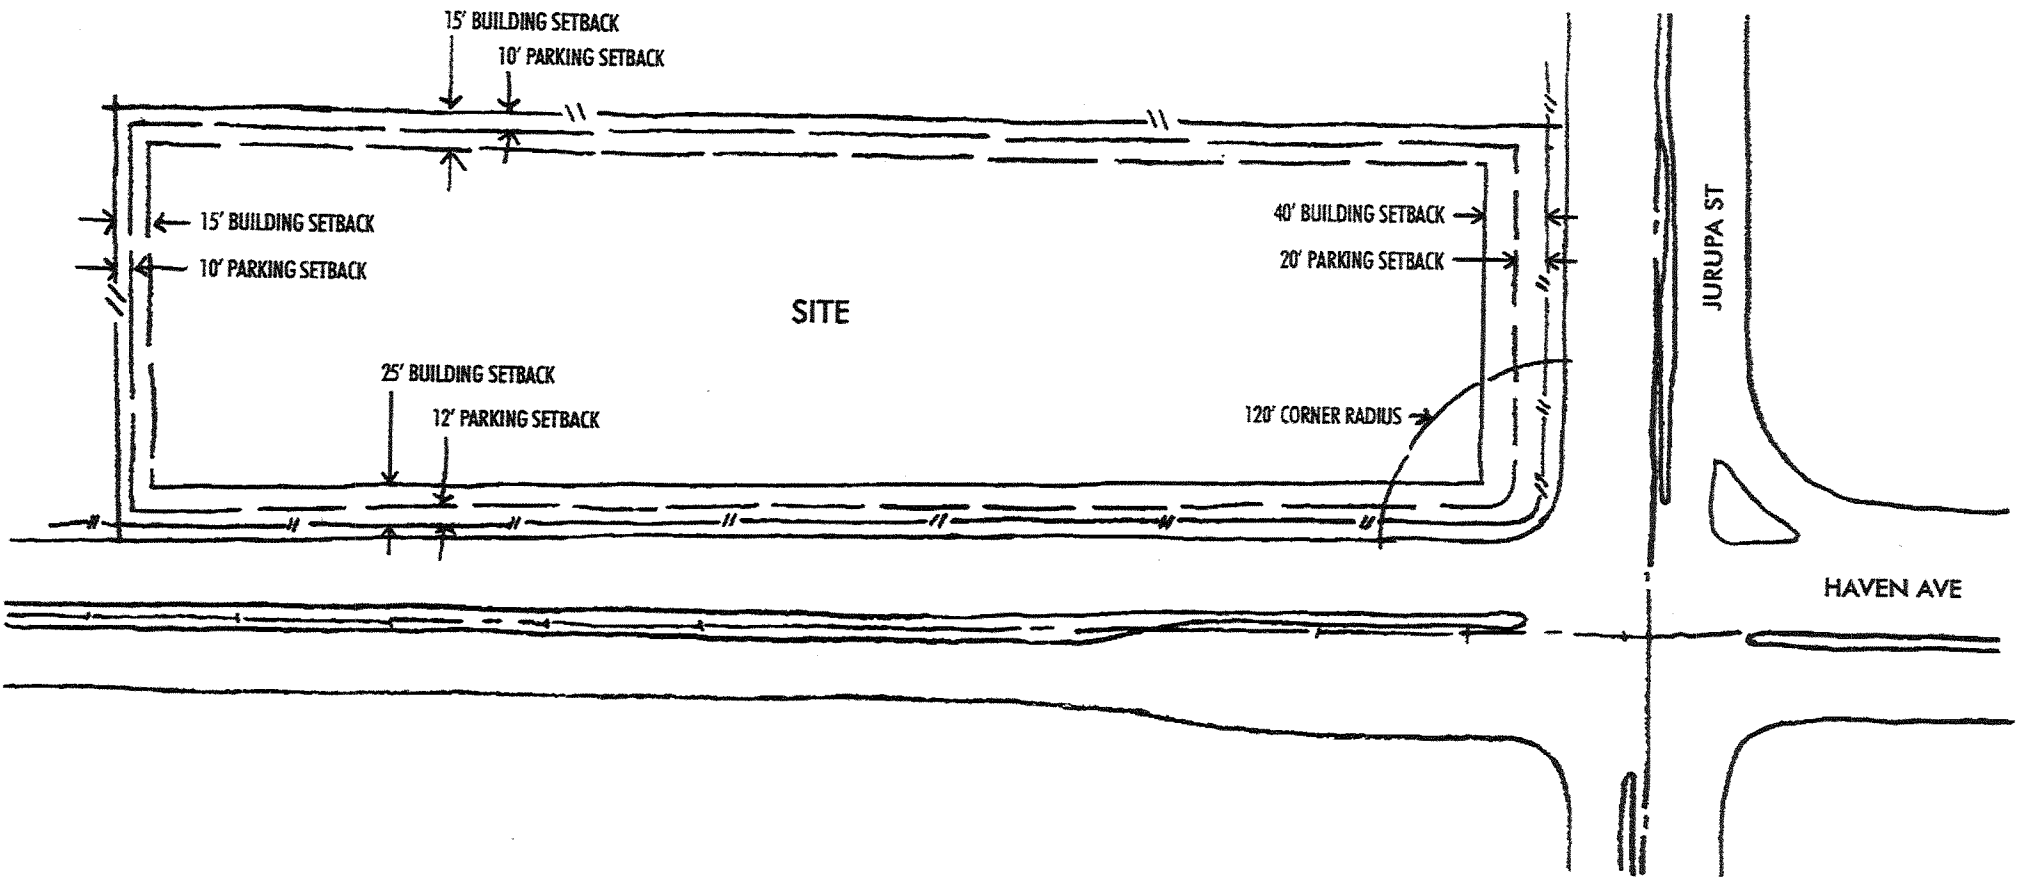 15' BUILDING SETBACK
10' PARKING SETBACK
15' BUILDING SETBACK
10' PARKING SETBACK
40' BUILDING SETBACK
20' PARKING SETBACK
JURUPA ST
SITE
25' BUILDING SETBACK
12' PARKING SETBACK
120' CORNER RADIUS
HAVEN AVE